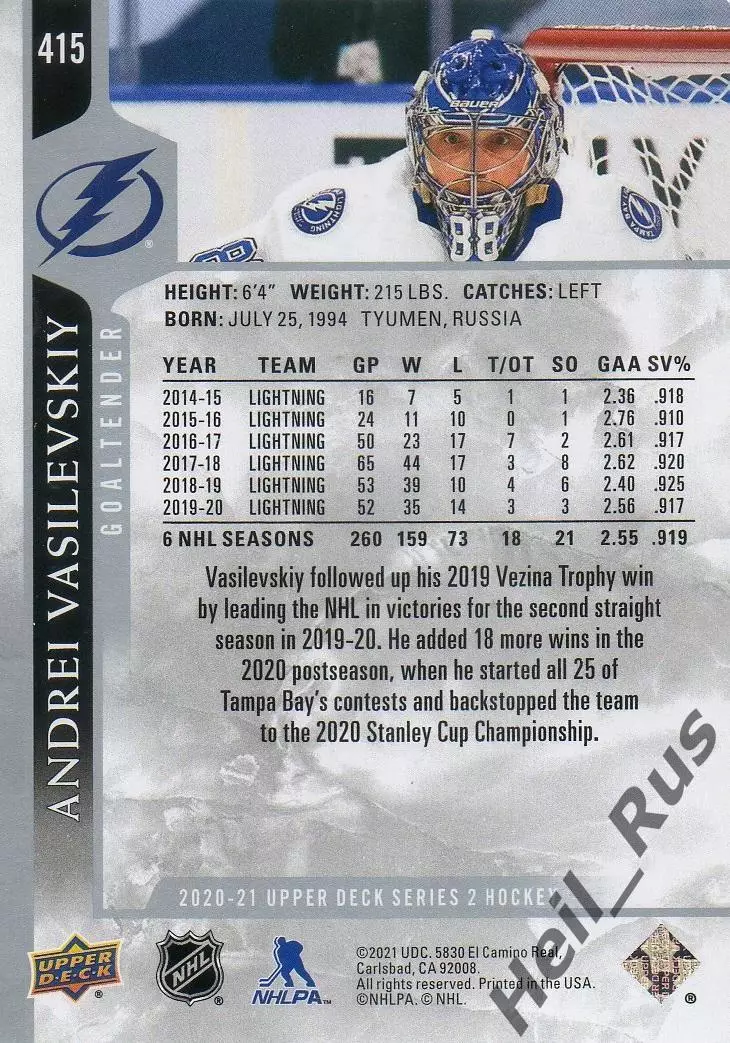 415
BAUER
LIGHTNING
TAMPA BAY
88
ANDREI VASILEVSKIY
GOALTENDER
HEIGHT: 6'4" WEIGHT: 215 LBS. CATCHES: LEFT
BORN: JULY 25, 1994 TYUMEN, RUSSIA
YEAR TEAM GP W L T/OT SO GAA SV%
2014-15 LIGHTNING 16 7 5 1 1 2.36 .918
2015-16 LIGHTNING 24 11 10 0 1 2.76 .910
2016-17 LIGHTNING 50 23 17 7 2 2.61 .917
2017-18 LIGHTNING 65 44 17 3 8 2.62 .920
2018-19 LIGHTNING 53 39 10 4 6 2.40 .925
2019-20 LIGHTNING 52 35 14 3 3 2.56 .917
6 NHL SEASONS 260 159 73 18 21 2.55 .919
Vasilevskiy followed up his 2019 Vezina Trophy win
by leading the NHL in victories for the second straight
season in 2019-20. He added 18 more wins in the
2020 postseason, when he started all 25 of
Tampa Bay's contests and backstopped the team
to the 2020 Stanley Cup Championship.
2020-21 UPPER DECK SERIES 2 HOCKEY
UPPER DECK ®
NHL ®
NHLPA™
©2021 UDC. 5830 El Camino Real,
Carlsbad, CA 92008.
All rights reserved. Printed in the USA.
©NHLPA. © NHL.
®
Heil_Rus